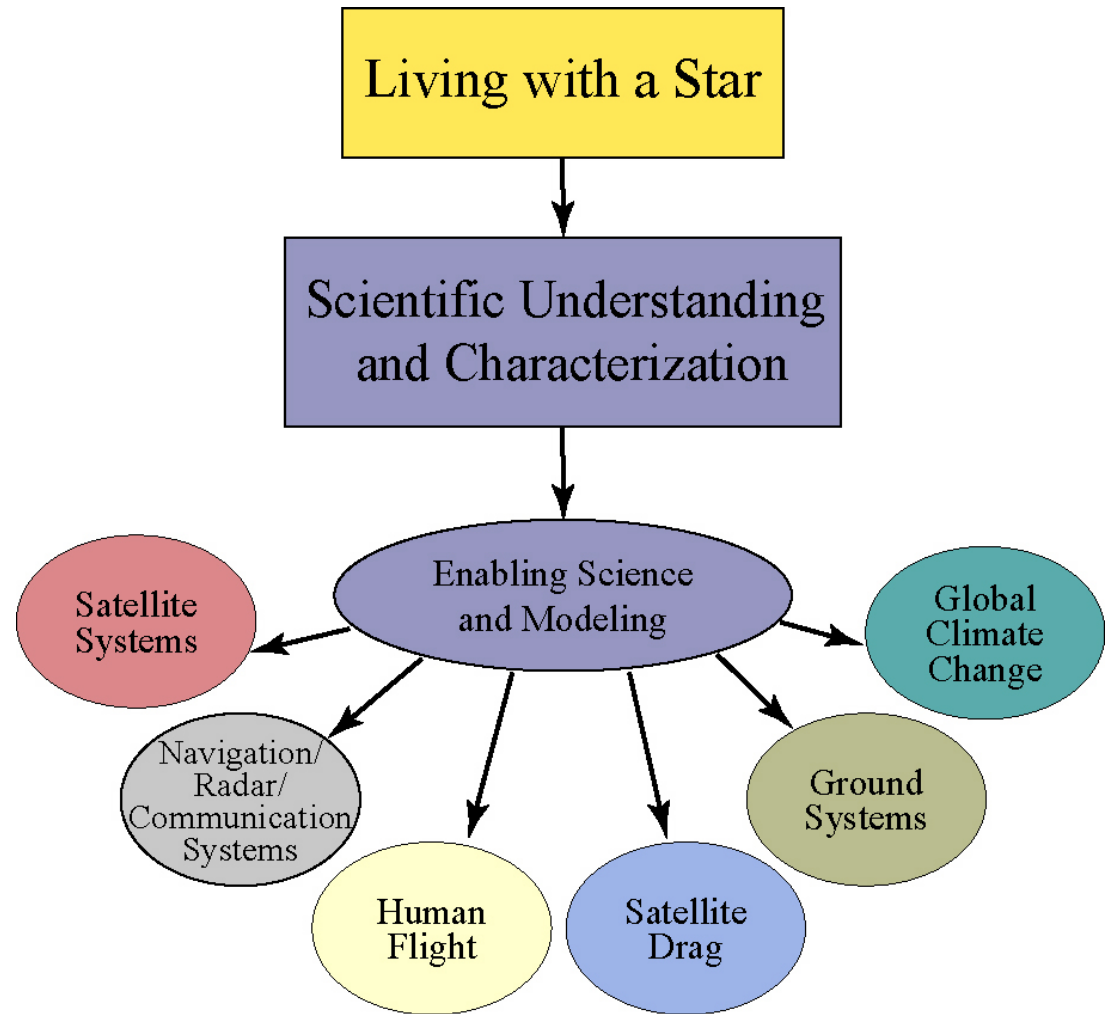 Living with a Star
Scientific Understanding
and Characterization
Enabling Science
and Modeling
Satellite
Systems
Navigation/
Radar/
Communication
Systems
Human
Flight
Satellite
Drag
Ground
Systems
Global
Climate
Change